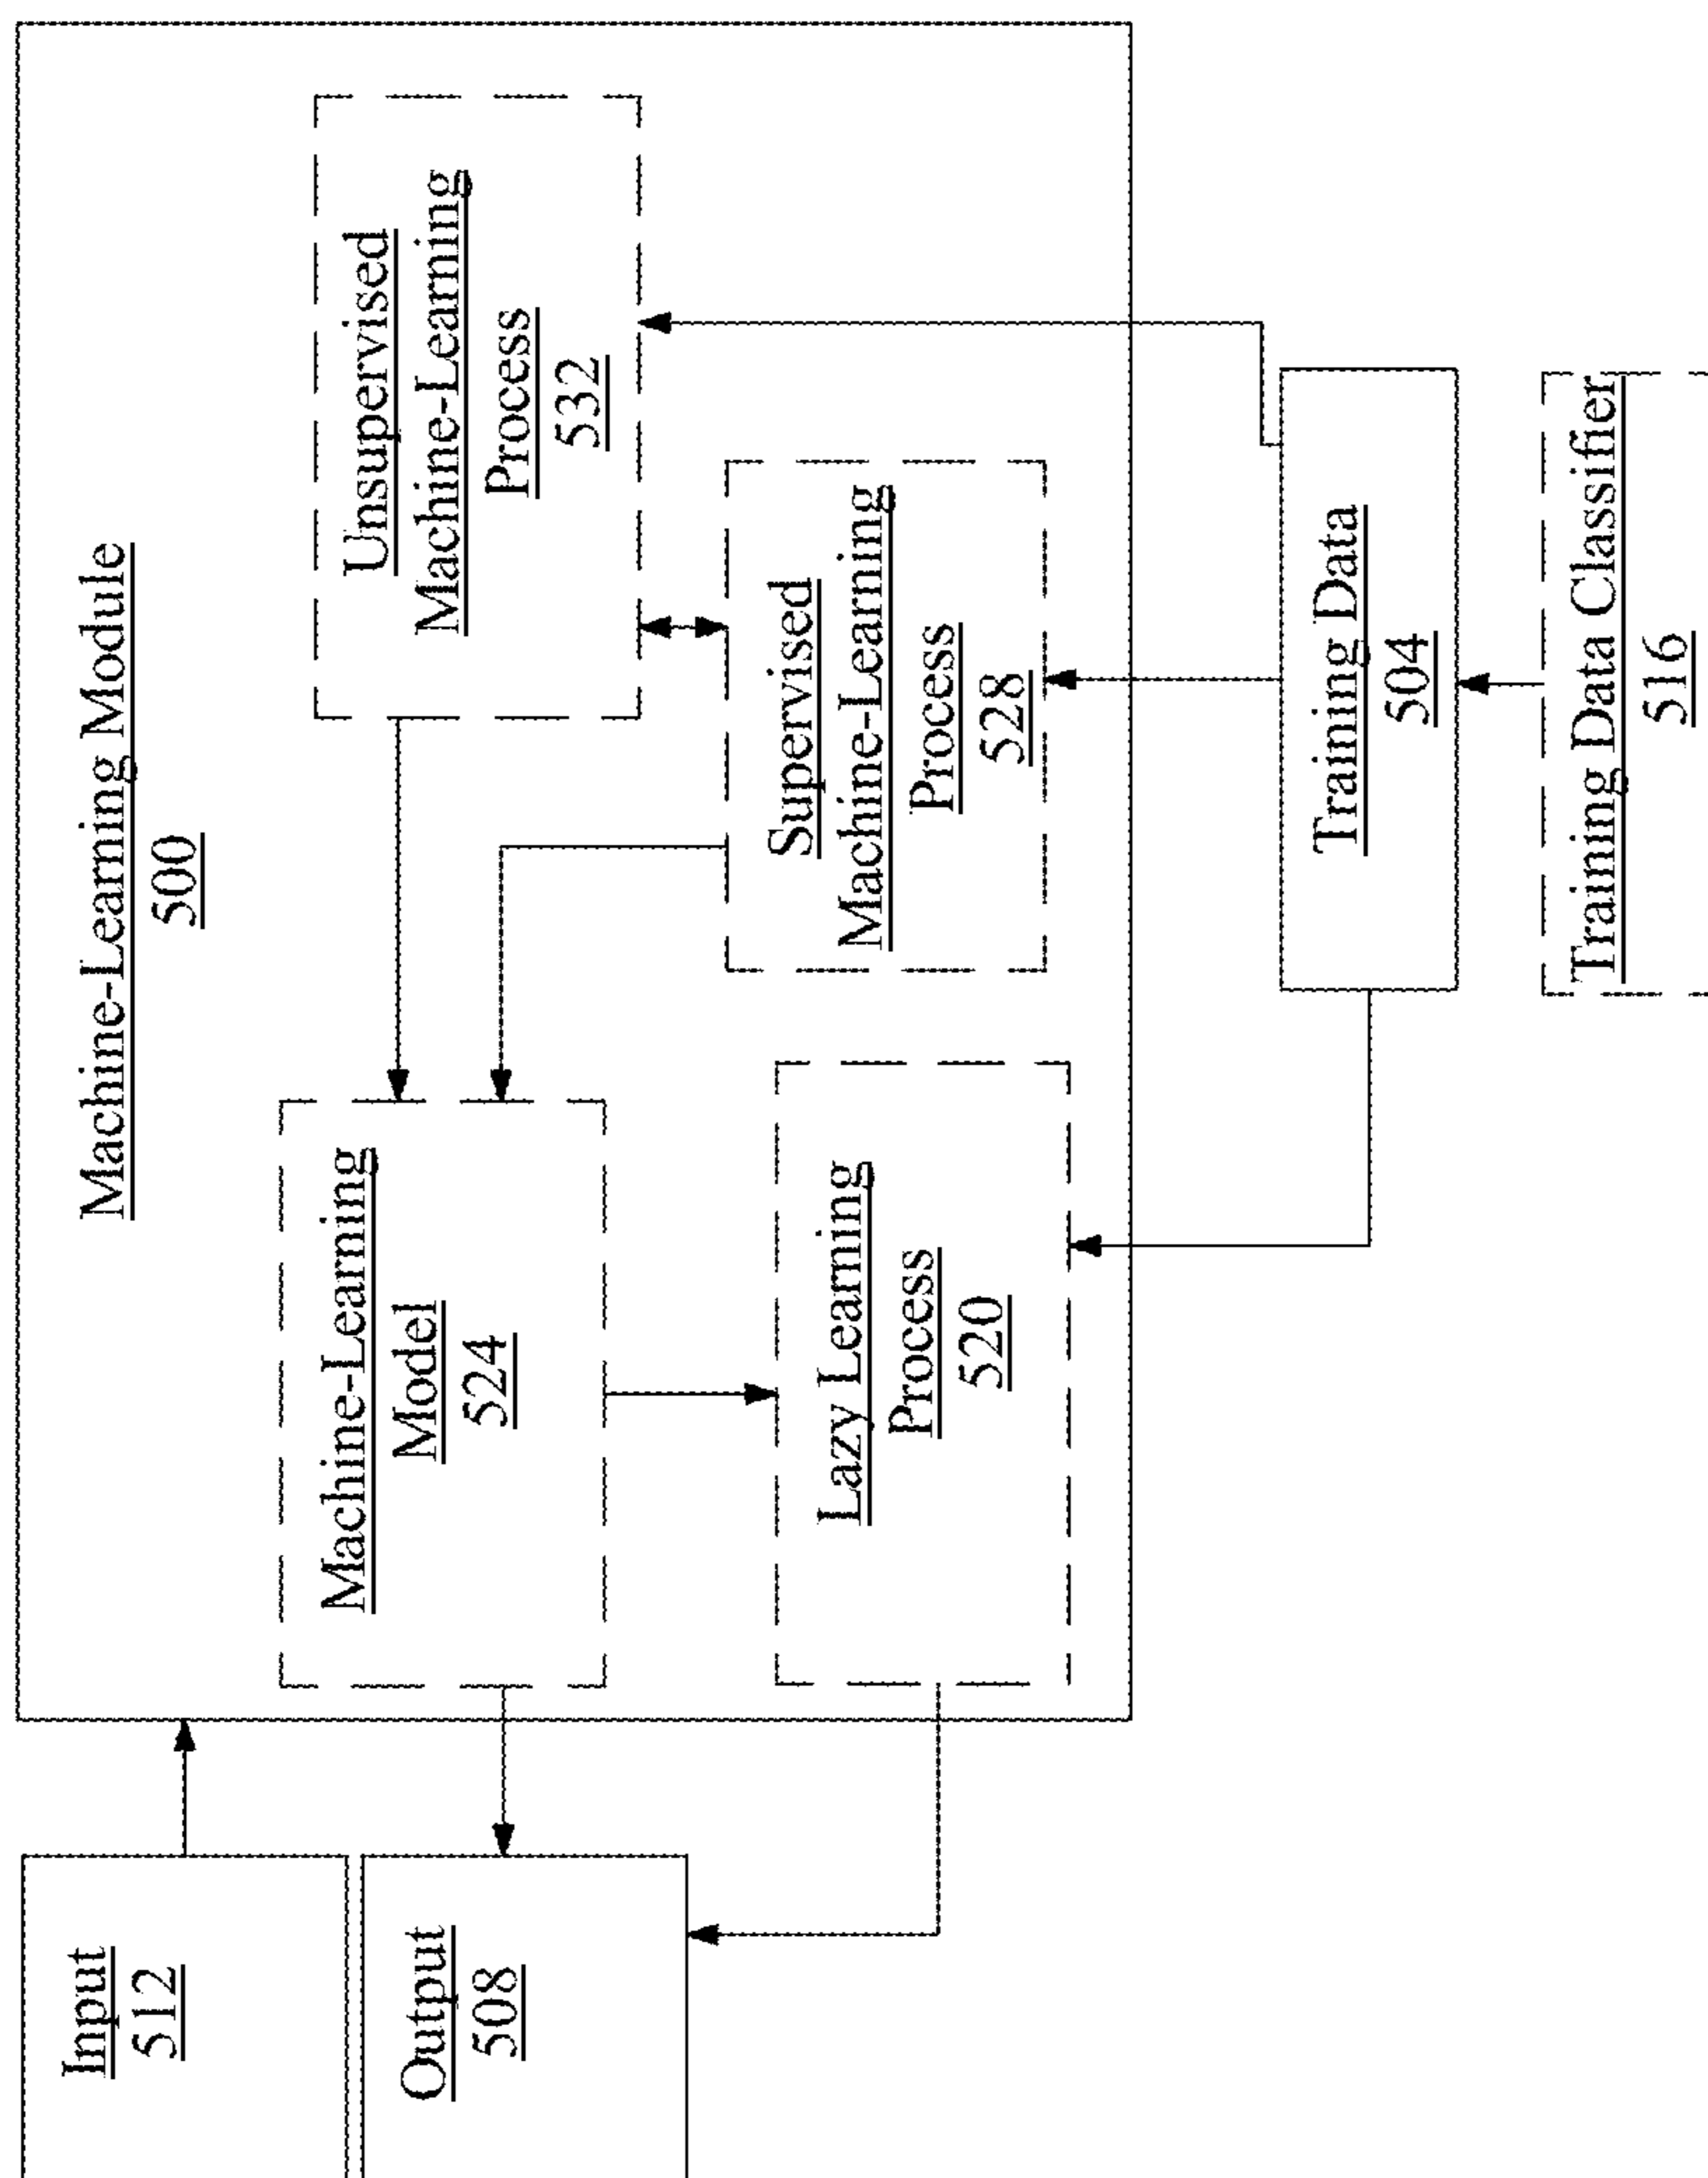 Machine-Learning Module
500
Input
512
Output
508
Machine-Learning
Model
524
Unsupervised
Machine-Learning
Process
532
Lazy Learning
Process
520
Supervised
Machine-Learning
Process
528
Training Data
504
Training Data Classifier
516